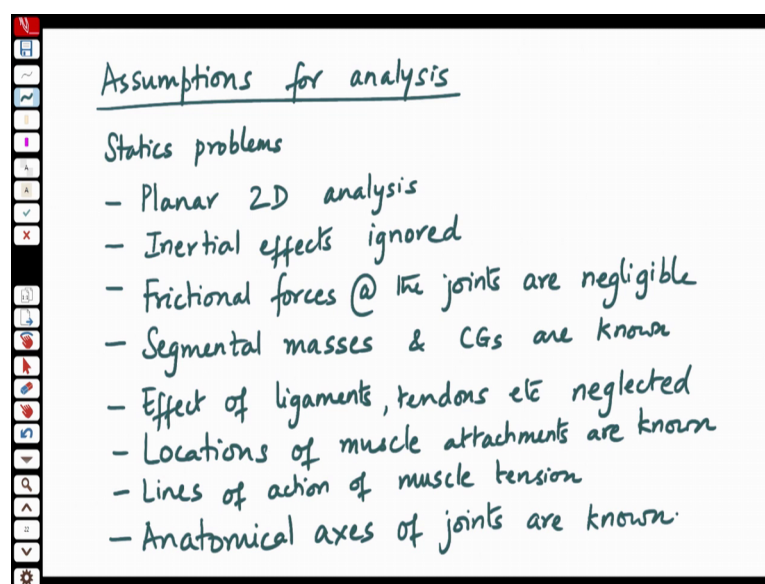 Assumptions for analysis
Statics problems
- Planar 2D analysis
- Inertial effects ignored
- Frictional forces @ the joints are negligible
- Segmental masses & CGs are known
- Effect of ligaments, tendons etc neglected
- Locations of muscle attachments are known
- Lines of action of muscle tension
- Anatomical axes of joints are known.